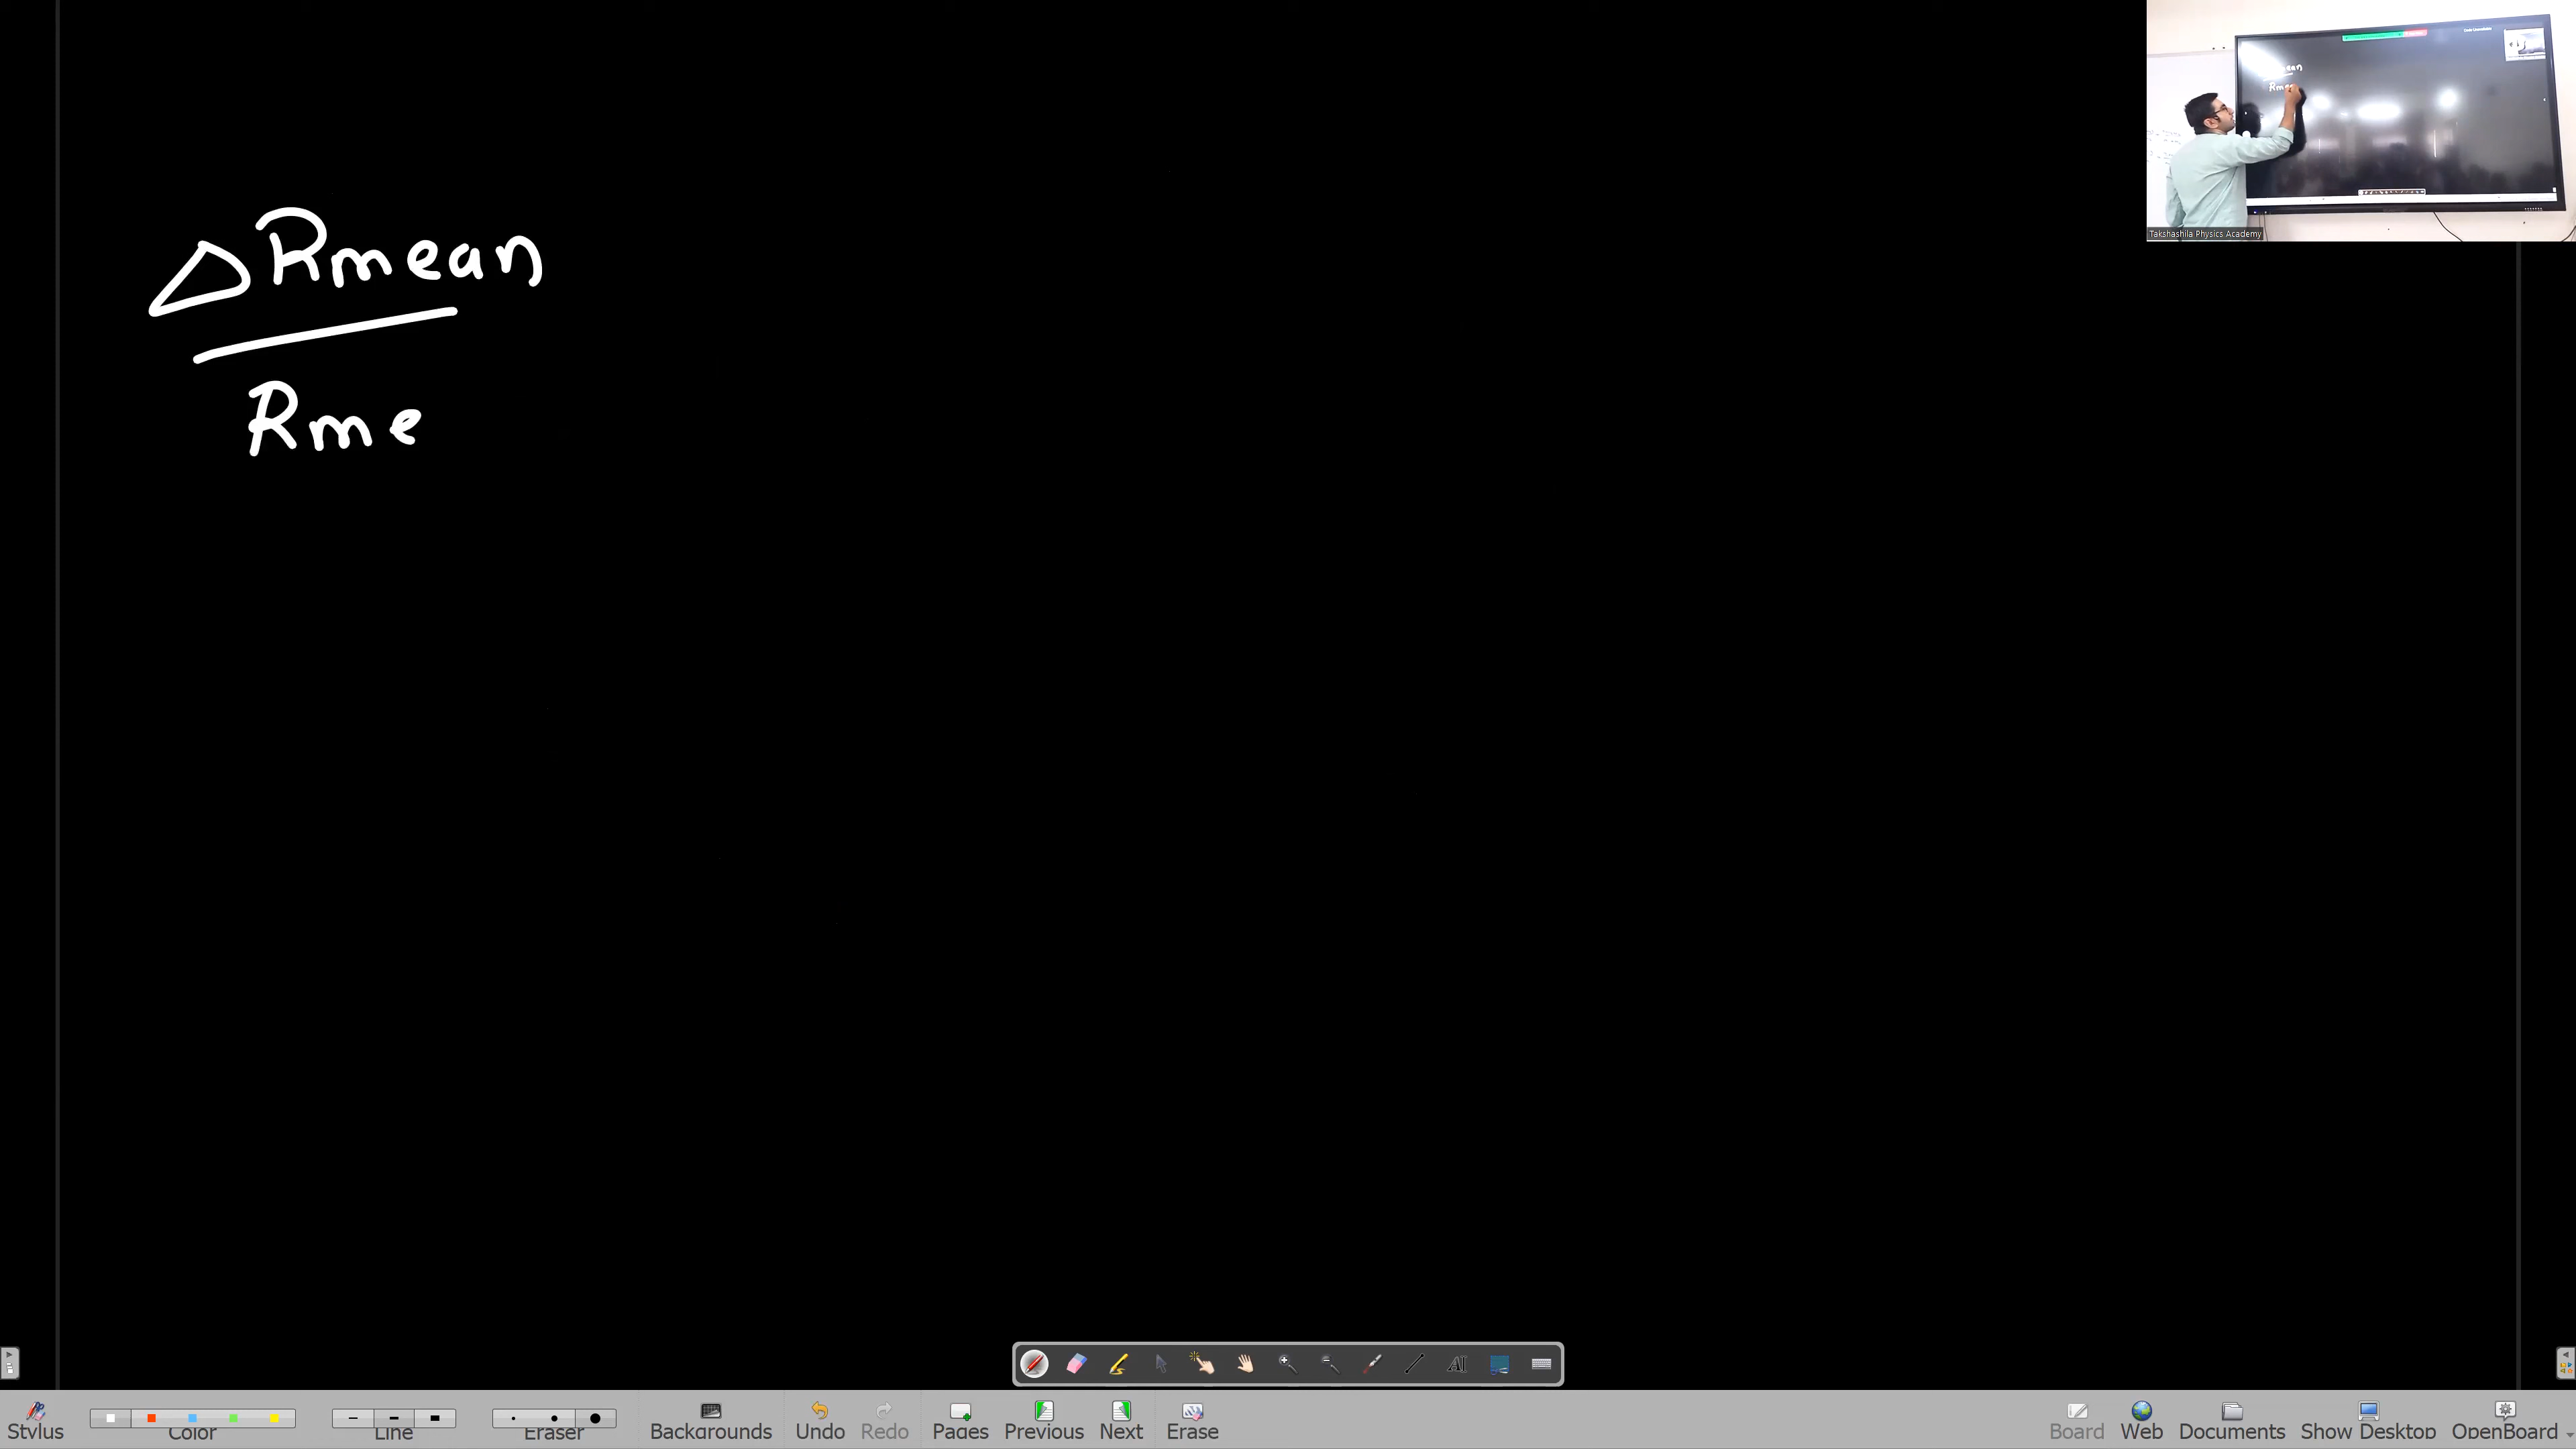 ΔRmean
Rme
Takshashila Physics Academy
Stylus
Color
Line
Eraser
Backgrounds
Undo
Redo
Pages
Previous
Next
Erase
Board
Web
Documents
Show Desktop
OpenBoard